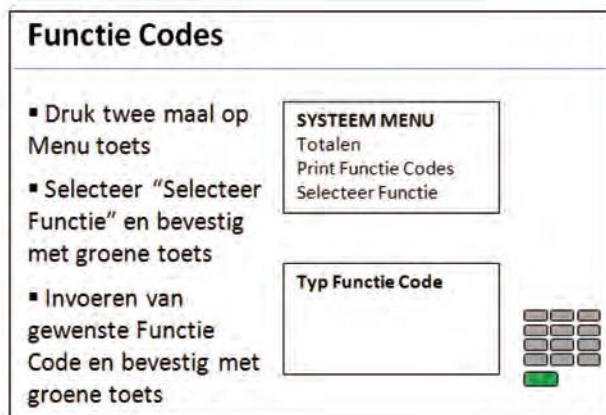 Functie Codes
▪ Druk twee maal op
Menu toets
▪ Selecteer “Selecteer
Functie” en bevestig
met groene toets
▪ Invoeren van
gewenste Functie
Code en bevestig met
groene toets
SYSTEEM MENU
Totalen
Print Functie Codes
Selecteer Functie
Typ Functie Code